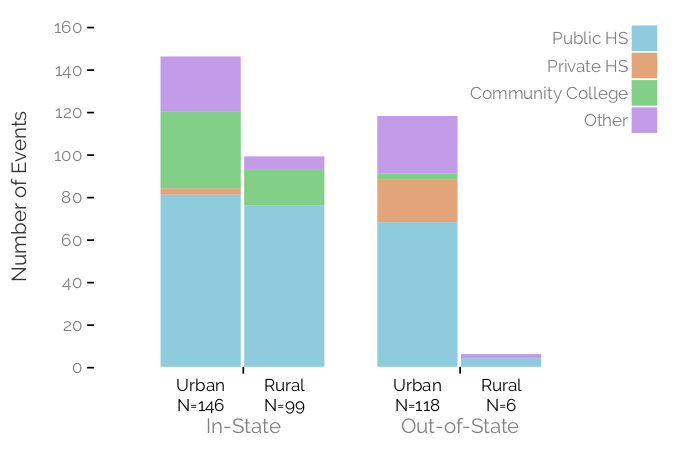 160
140
120
100
80
60
40
20
0
Number of Events
Public HS
Private HS
Community College
Other
Urban Rural Urban Rural
N=146 N=99 N=118 N=6
In-State Out-of-State